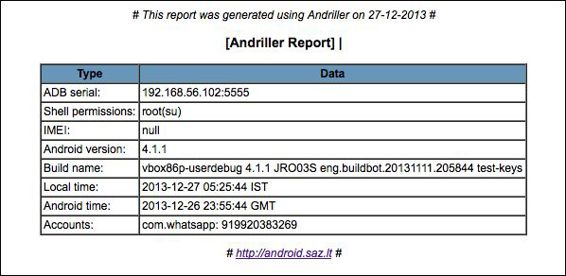 # This report was generated using Andriller on 27-12-2013 #
[Andriller Report] |
Type Data
ADB serial: 192.168.56.102:5555
Shell permissions: root(su)
IMEI: null
Android version: 4.1.1
Build name: vbox86p-userdebug 4.1.1 JRO03S eng.buildbot.20131111.205844 test-keys
Local time: 2013-12-27 05:25:44 IST
Android time: 2013-12-26 23:55:44 GMT
Accounts: com.whatsapp: 919920383269
# http://android.saz.lt #